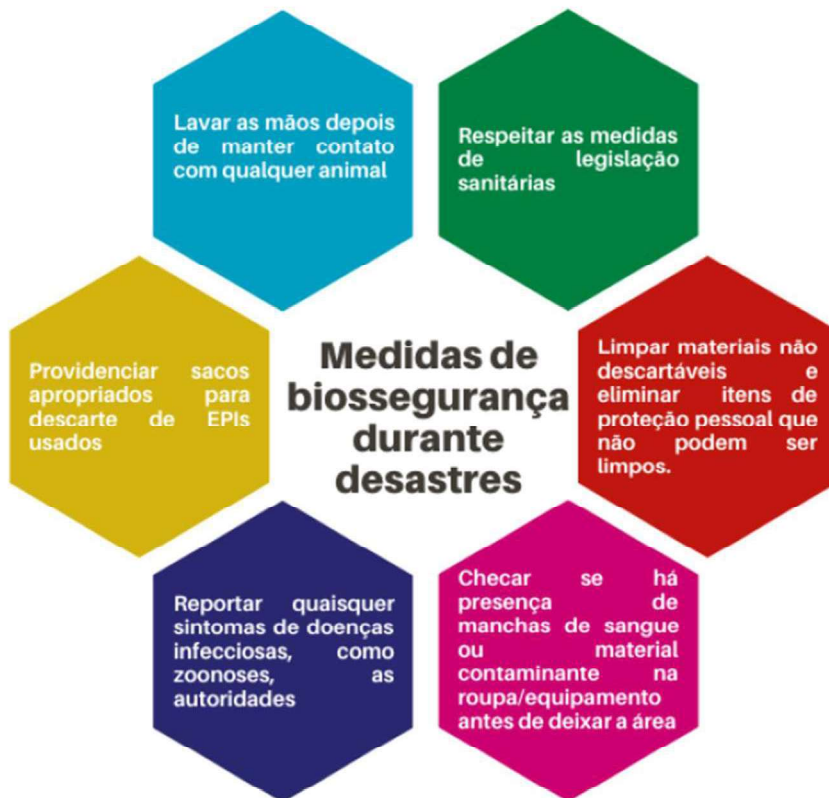 Lavar as mãos depois
de manter contato
com qualquer animal
Respeitar as medidas
de legislação
sanitárias
Providenciar sacos
apropriados para
descarte de EPIs
usados
Medidas de
biossegurança
durante
desastres
Limpar materiais não
descartáveis e
eliminar itens de
proteção pessoal que
não podem ser
limpos.
Reportar quaisquer
sintomas de doenças
infecciosas, como
zoonoses, as
autoridades
Checar se há
presença de
manchas de sangue
ou material
contaminante na
roupa/equipamento
antes de deixar a área